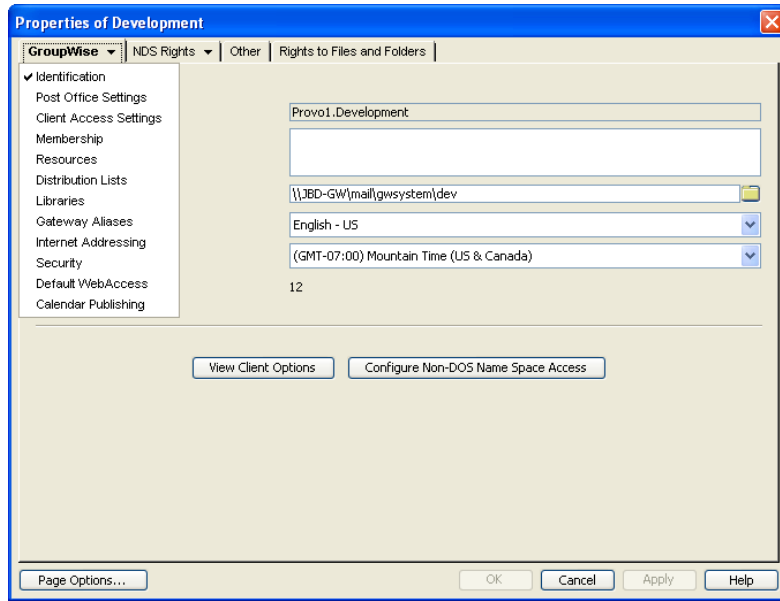 Properties of Development
GroupWise NDS Rights Other Rights to Files and Folders
Identification
Post Office Settings
Client Access Settings
Membership
Resources
Distribution Lists
Libraries
Gateway Aliases
Internet Addressing
Security
Default WebAccess
Calendar Publishing
Provo1.Development
\\JBD-GW\mail\gwsystem\dev
English - US
(GMT-07:00) Mountain Time (US & Canada)
12
View Client Options Configure Non-DOS Name Space Access
Page Options... OK Cancel Apply Help